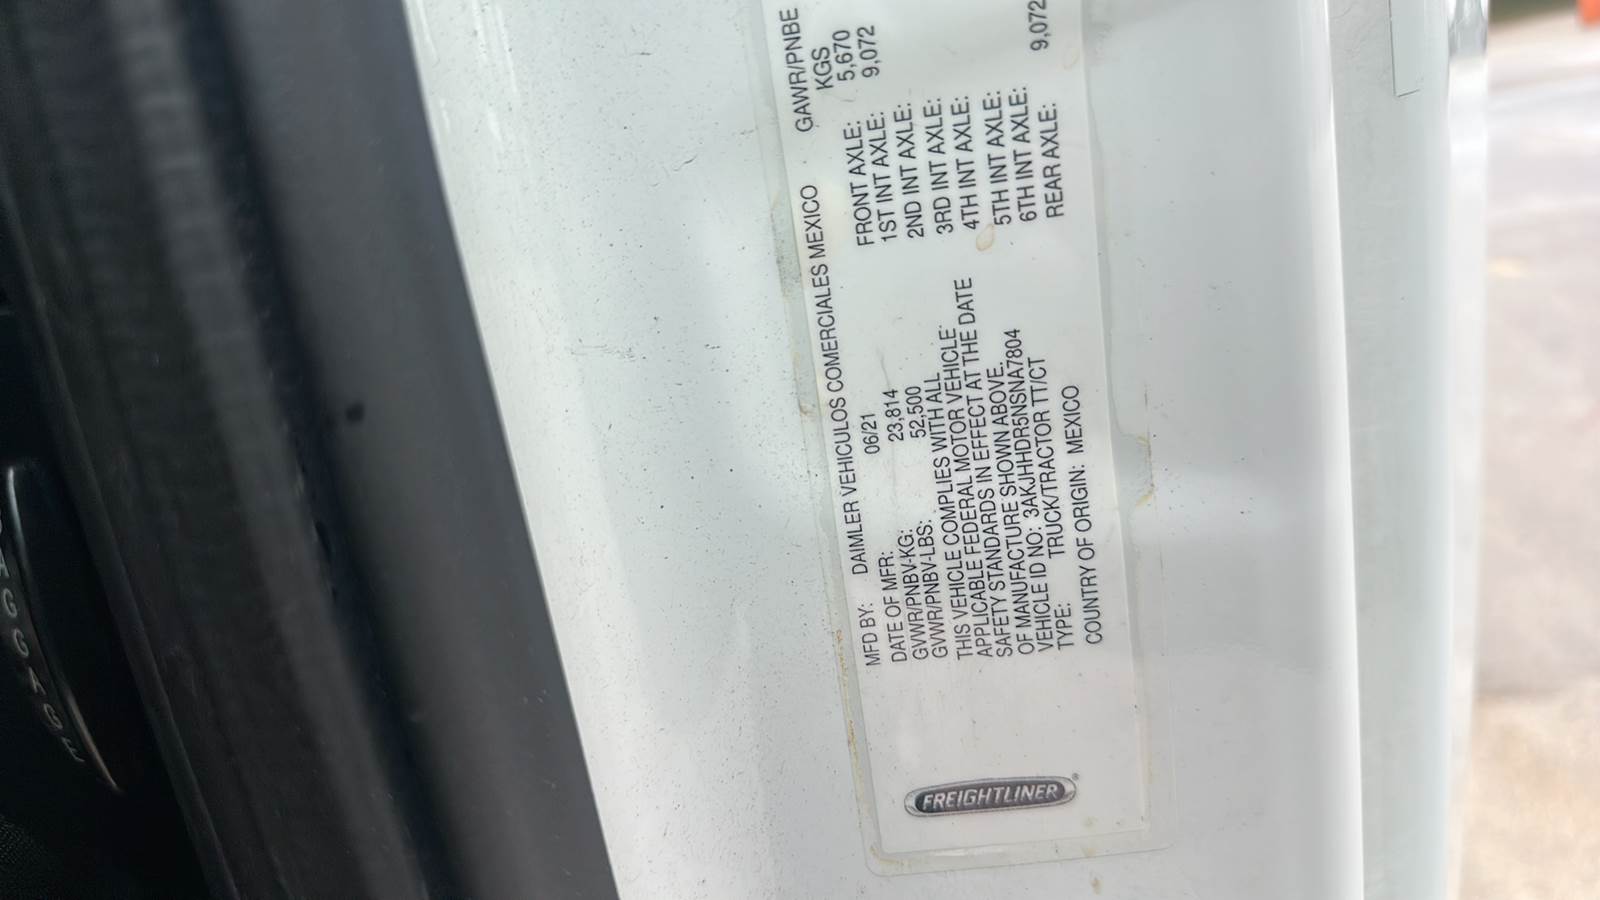 FREIGHTLINER®
MFD BY: DAIMLER VEHICULOS COMERCIALES MEXICO
DATE OF MFR: 06/21
GVWR/PNBV-KG: 23,814
GVWR/PNBV-LBS: 52,500
THIS VEHICLE COMPLIES WITH ALL
APPLICABLE FEDERAL MOTOR VEHICLE
SAFETY STANDARDS IN EFFECT AT THE DATE
OF MANUFACTURE SHOWN ABOVE.
VEHICLE ID NO: 3AKJHHDR5NSNA7804
TYPE: TRUCK/TRACTOR TT/CT
COUNTRY OF ORIGIN: MEXICO
GAWR/PNBE
KGS
FRONT AXLE: 5,670
1ST INT AXLE: 9,072
2ND INT AXLE:
3RD INT AXLE:
4TH INT AXLE:
5TH INT AXLE:
6TH INT AXLE:
REAR AXLE: 9,072